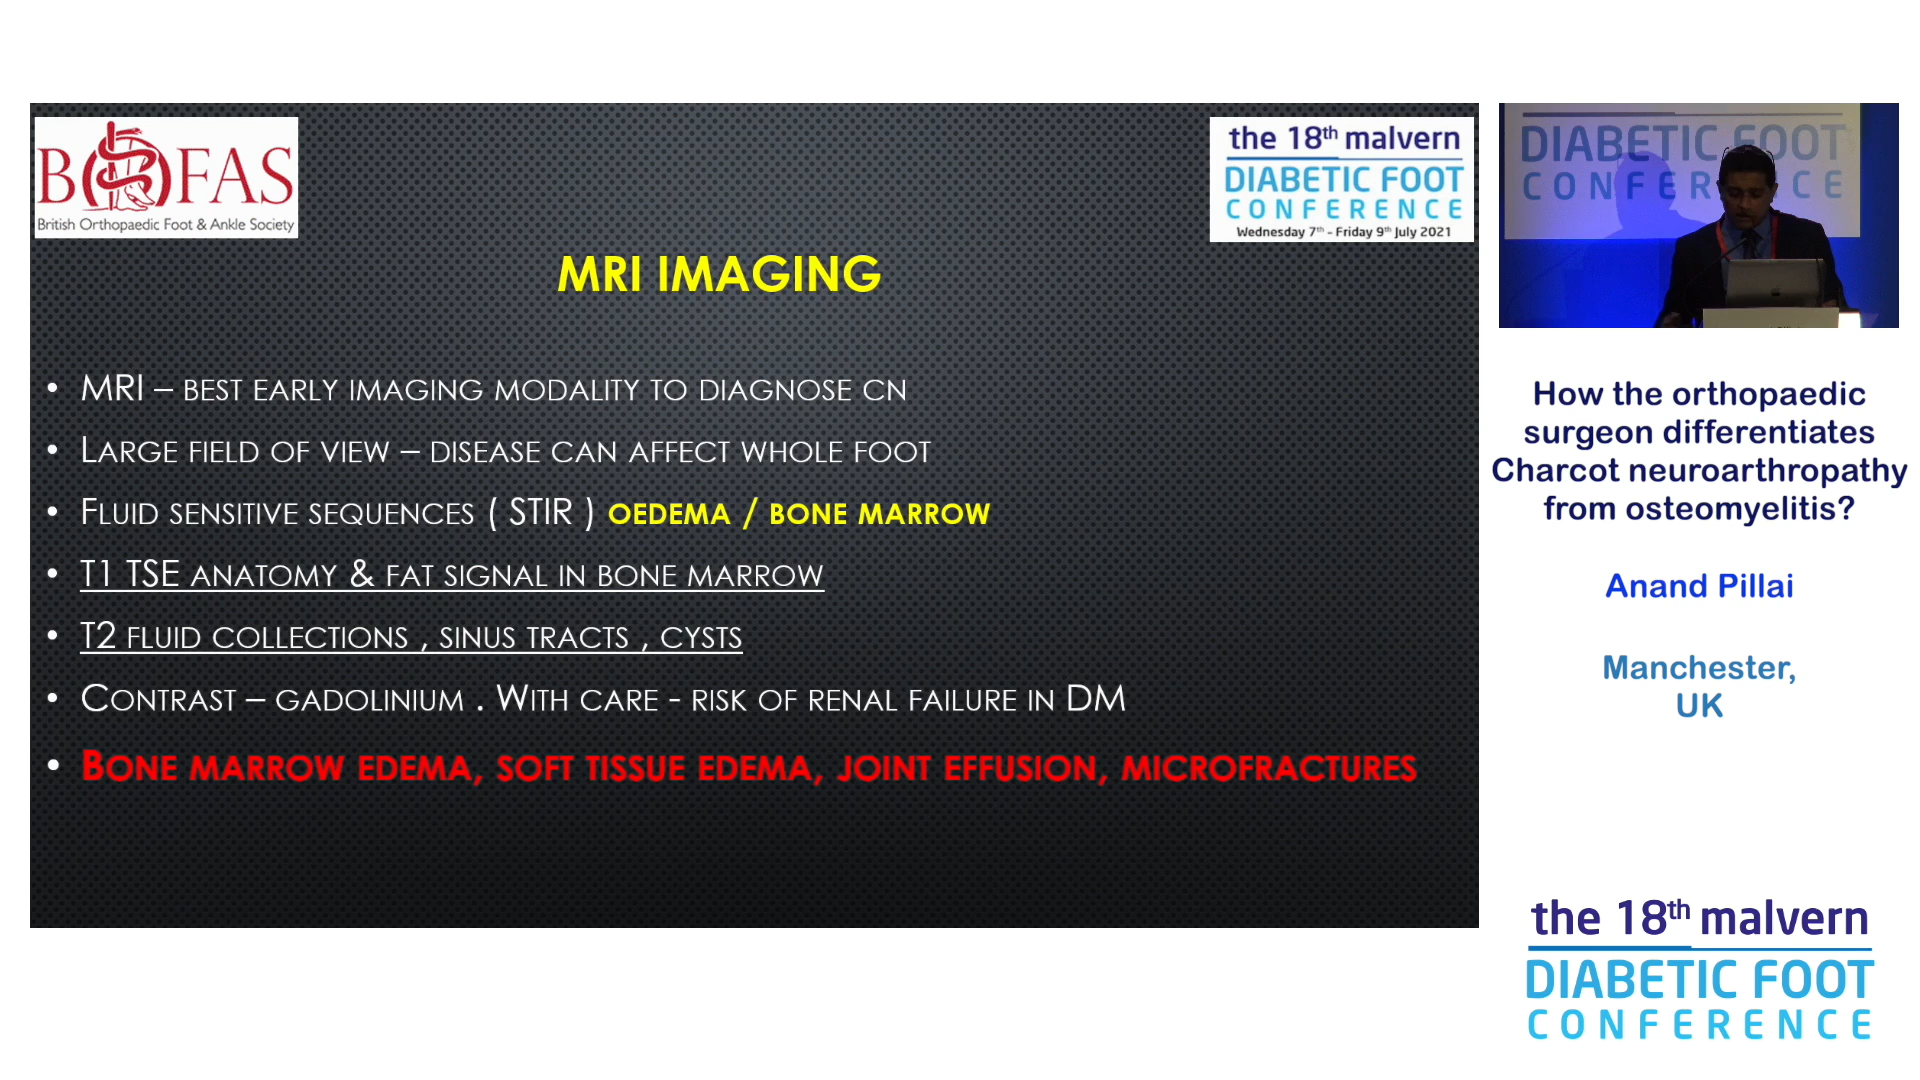 BOFAS
British Orthopaedic Foot & Ankle Society
the 18th malvern
DIABETIC FOOT
CONFERENCE
Wednesday 7th - Friday 9th July 2021
MRI IMAGING
• MRI – BEST EARLY IMAGING MODALITY TO DIAGNOSE CN
• LARGE FIELD OF VIEW – DISEASE CAN AFFECT WHOLE FOOT
• FLUID SENSITIVE SEQUENCES ( STIR ) OEDEMA / BONE MARROW
• T1 TSE ANATOMY & FAT SIGNAL IN BONE MARROW
• T2 FLUID COLLECTIONS , SINUS TRACTS , CYSTS
• CONTRAST – GADOLINIUM . WITH CARE - RISK OF RENAL FAILURE IN DM
• BONE MARROW EDEMA, SOFT TISSUE EDEMA, JOINT EFFUSION, MICROFRACTURES
DIABETIC FOOT
CONFERENCE
How the orthopaedic
surgeon differentiates
Charcot neuroarthropathy
from osteomyelitis?
Anand Pillai
Manchester,
UK
the 18th malvern
DIABETIC FOOT
CONFERENCE